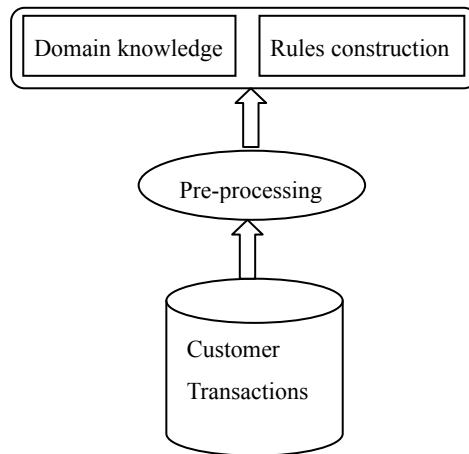 Domain knowledge
Rules construction
Pre-processing
Customer
Transactions